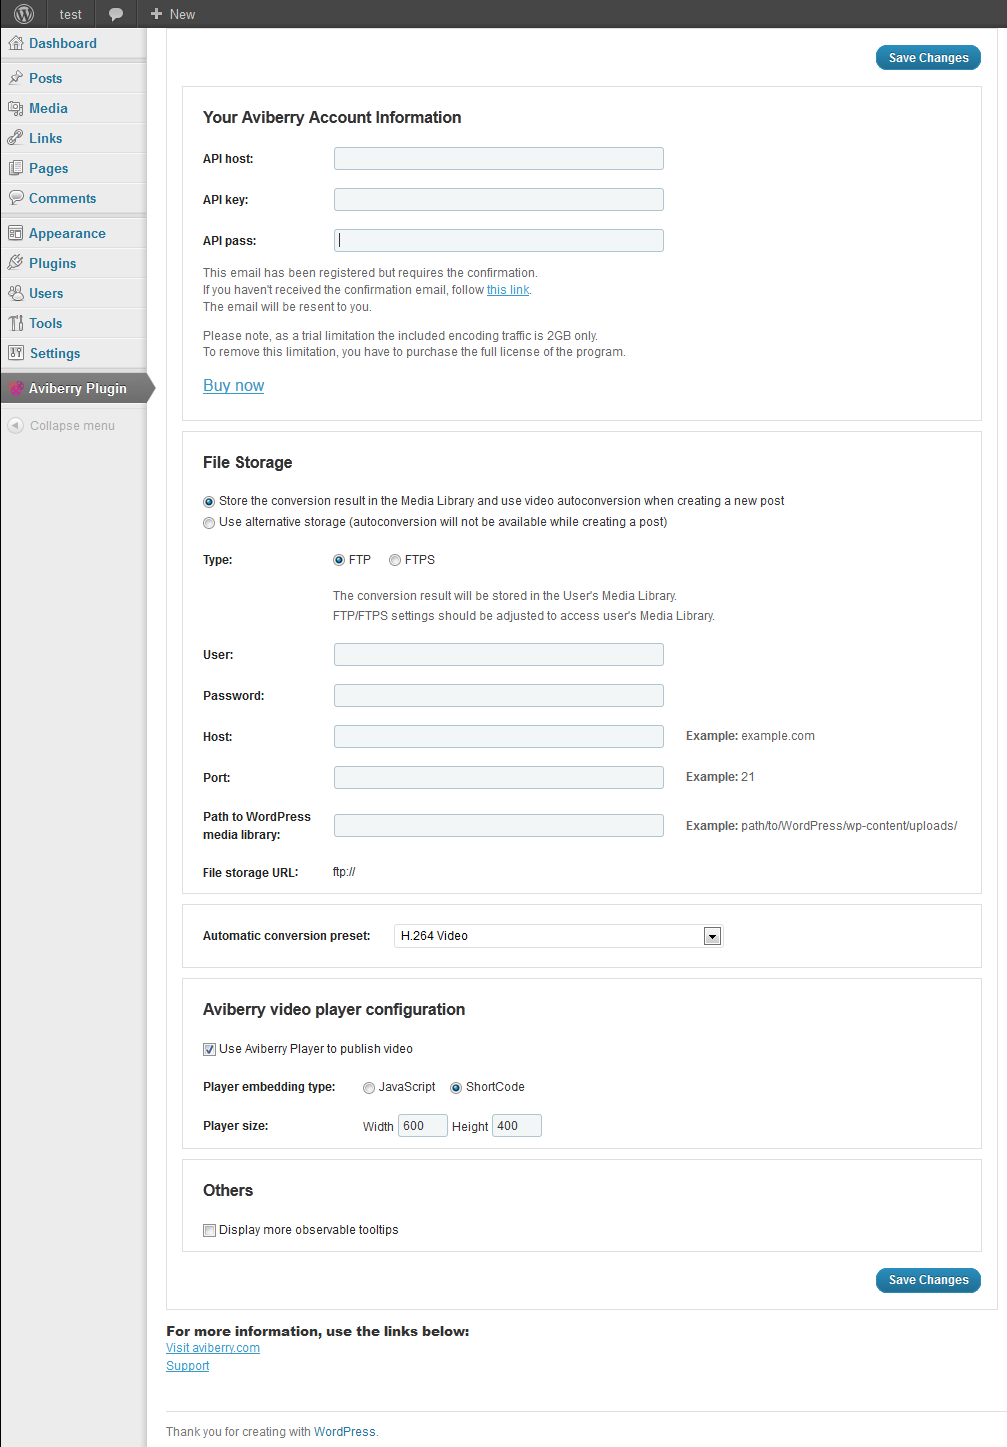 test
New
Dashboard
Posts
Media
Links
Pages
Comments
Appearance
Plugins
Users
Tools
Settings
Aviberry Plugin
Collapse menu
Save Changes
Your Aviberry Account Information
API host:
API key:
API pass:
This email has been registered but requires the confirmation.
If you haven't received the confirmation email, follow this link.
The email will be resent to you.
Please note, as a trial limitation the included encoding traffic is 2GB only.
To remove this limitation, you have to purchase the full license of the program.
Buy now
File Storage
Store the conversion result in the Media Library and use video autoconversion when creating a new post
Use alternative storage (autoconversion will not be available while creating a post)
Type: FTP FTPS
The conversion result will be stored in the User's Media Library.
FTP/FTPS settings should be adjusted to access user's Media Library.
User:
Password:
Host: Example: example.com
Port: Example: 21
Path to WordPress
media library: Example: path/to/WordPress/wp-content/uploads/
File storage URL: ftp://
Automatic conversion preset: H.264 Video
Aviberry video player configuration
Use Aviberry Player to publish video
Player embedding type: JavaScript ShortCode
Player size: Width 600 Height 400
Others
Display more observable tooltips
Save Changes
For more information, use the links below:
Visit aviberry.com
Support
Thank you for creating with WordPress.